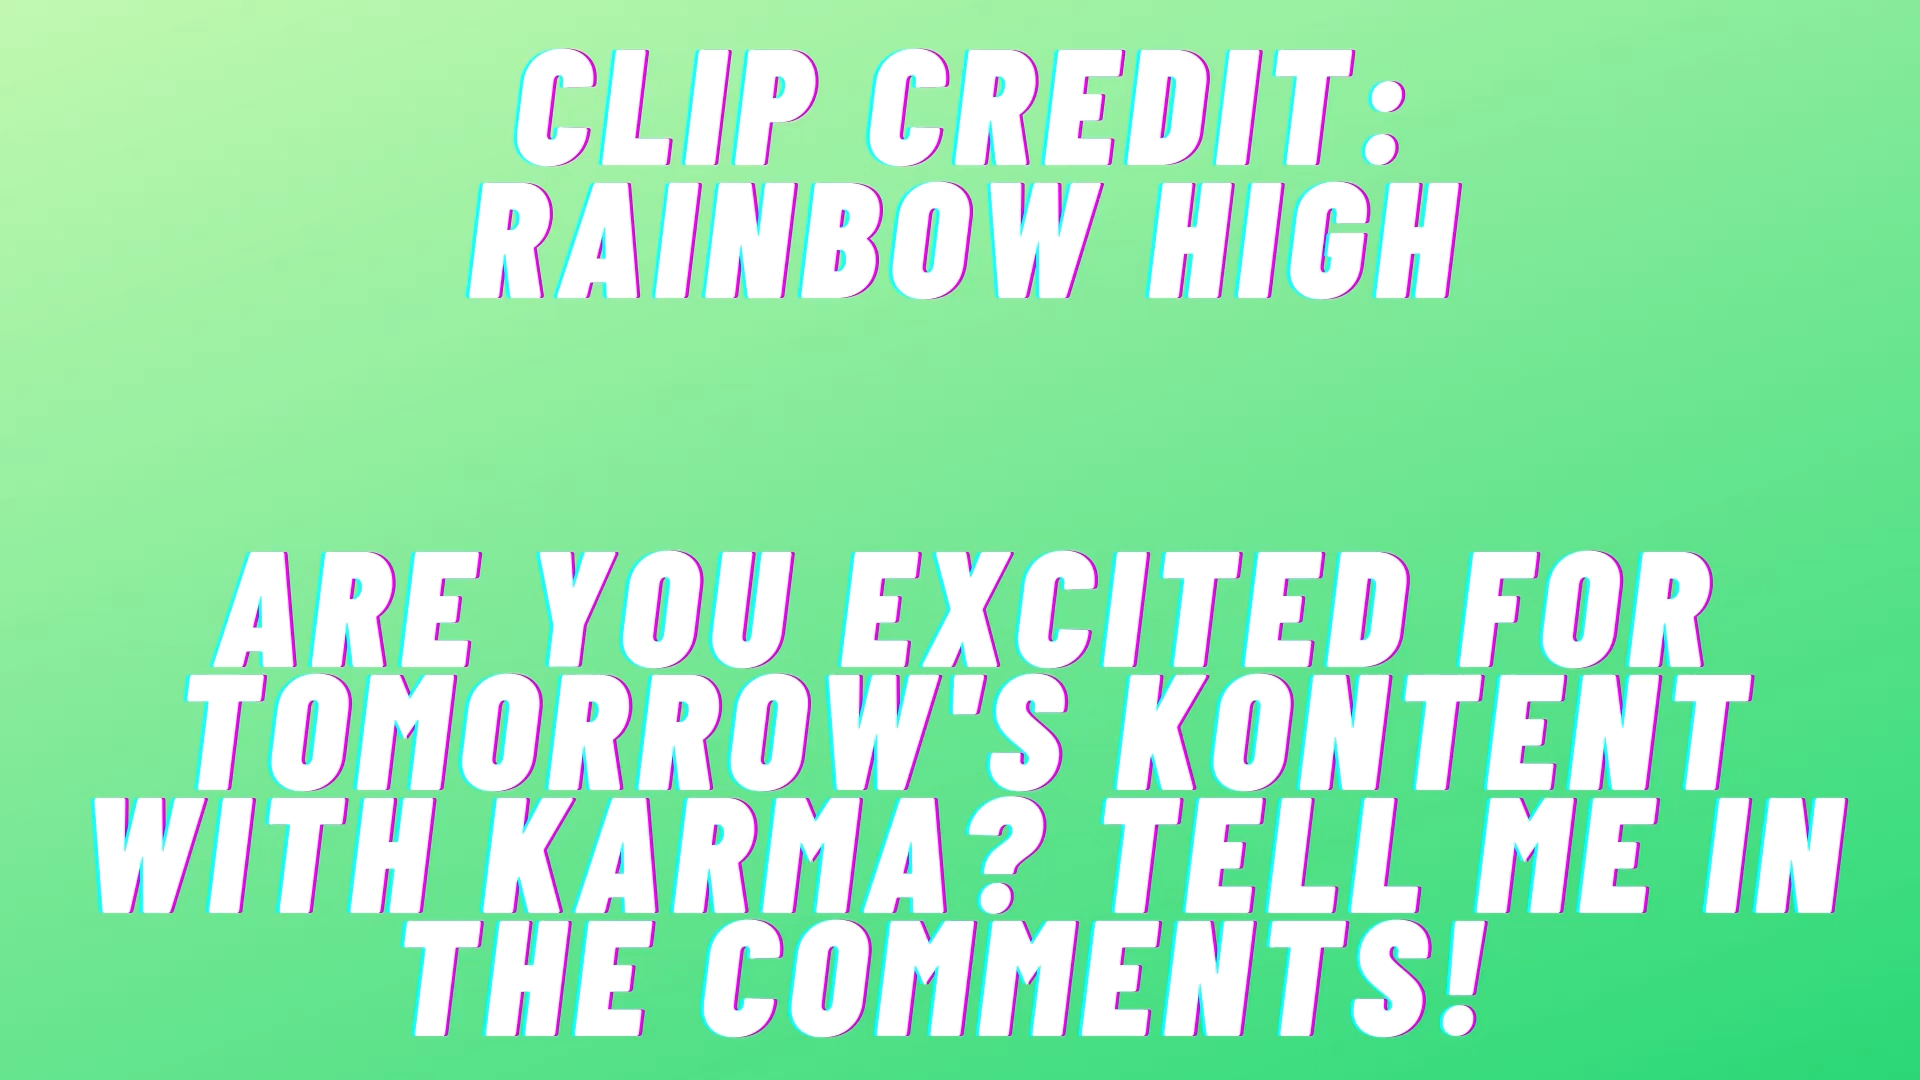 CLIP CREDIT:
RAINBOW HIGH
ARE YOU EXCITED FOR
TOMORROW'S KONTENT
WITH KARMA? TELL ME IN
THE COMMENTS!